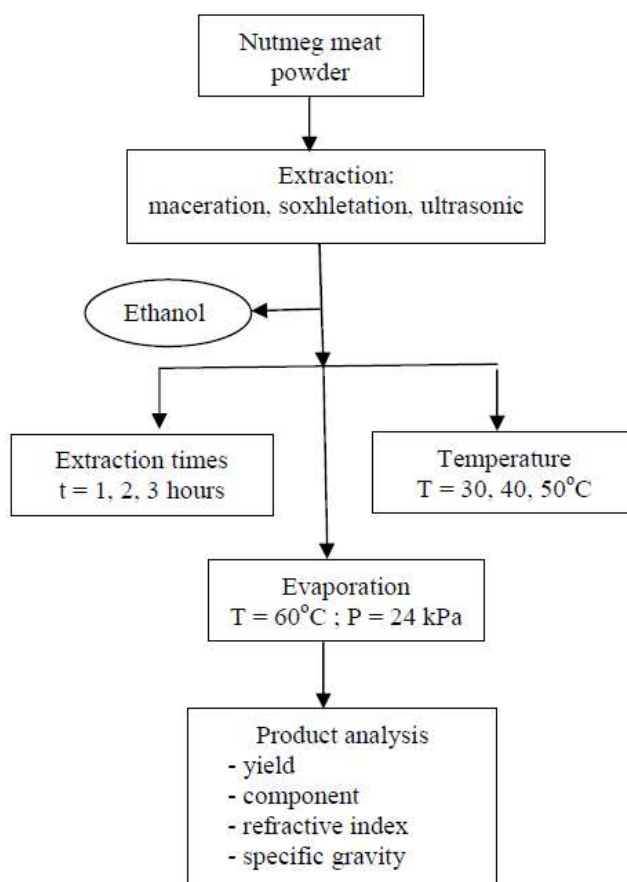 Nutmeg meat
powder
Extraction:
maceration, soxhletation, ultrasonic
Ethanol
Extraction times
t = 1, 2, 3 hours
Temperature
T = 30, 40, 50°C
Evaporation
T = 60°C ; P = 24 kPa
Product analysis
- yield
- component
- refractive index
- specific gravity